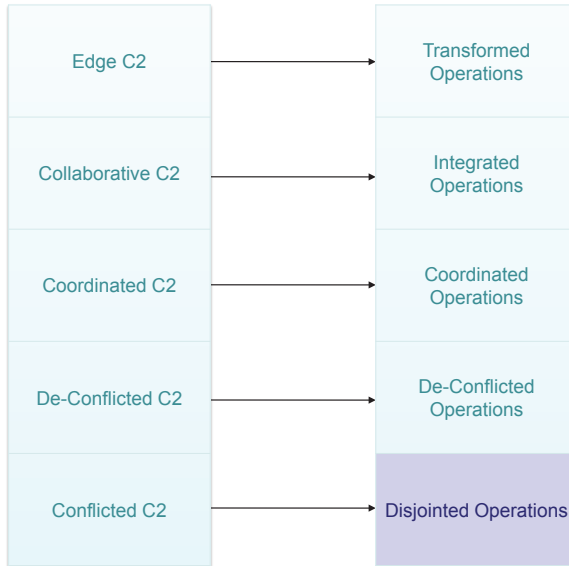 Edge C2
Transformed
Operations
Collaborative C2
Integrated
Operations
Coordinated C2
Coordinated
Operations
De-Conflicted C2
De-Conflicted
Operations
Conflicted C2
Disjointed Operations